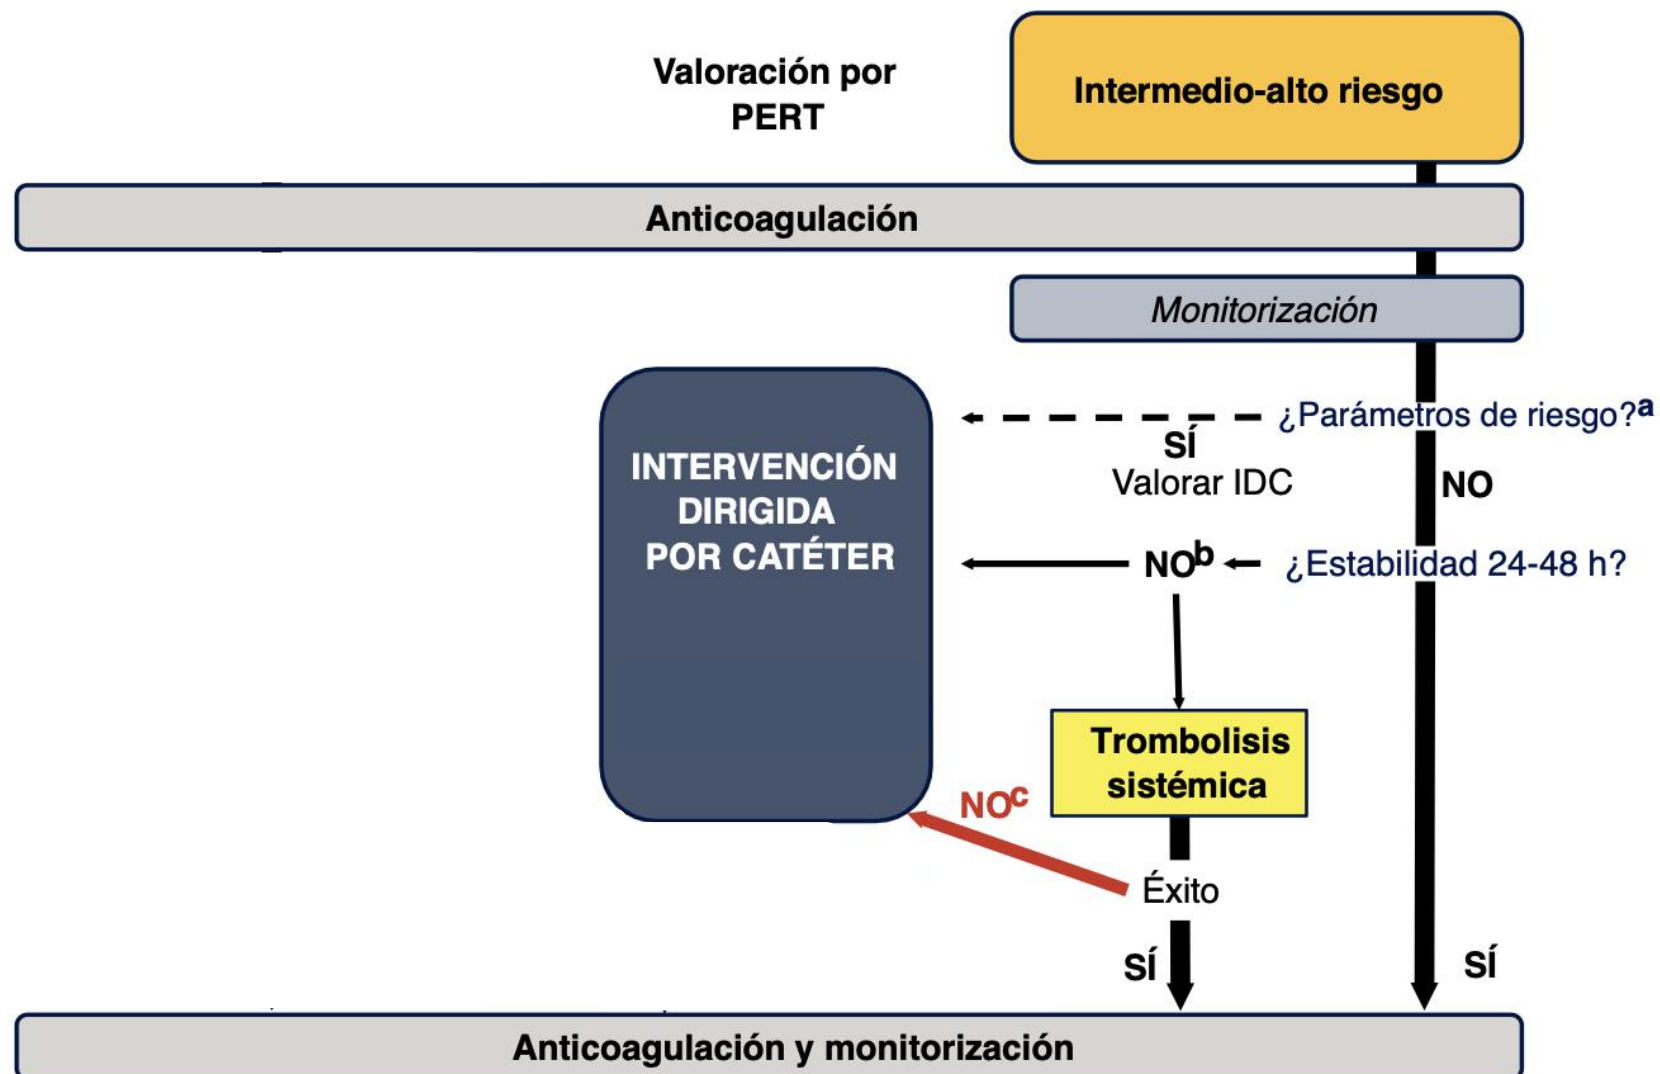 Valoración por
PERT
Intermedio-alto riesgo
Anticoagulación
Monitorización
¿Parámetros de riesgo?a
SÍ
Valorar IDC
NO
INTERVENCIÓN
DIRIGIDA
POR CATÉTER
NOb
¿Estabilidad 24-48 h?
Trombolisis
sistémica
NOc
Éxito
SÍ
SÍ
Anticoagulación y monitorización